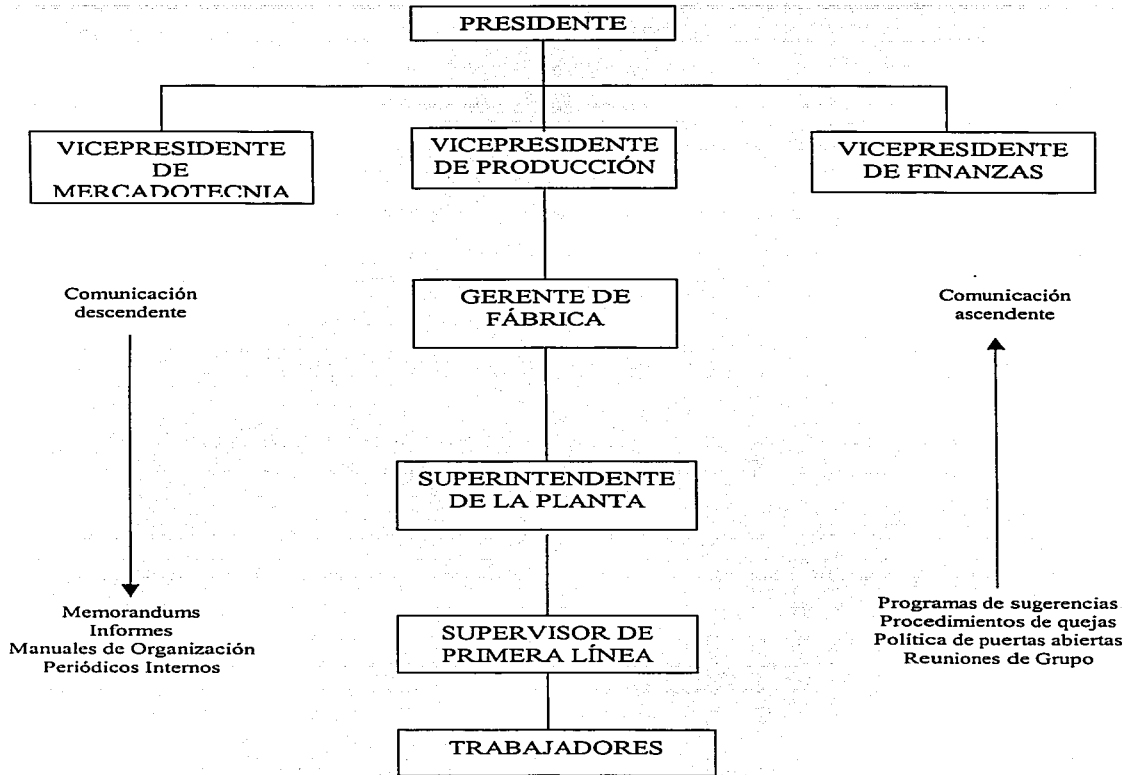 PRESIDENTE
VICEPRESIDENTE
DE
MERCADOTECNIA
VICEPRESIDENTE
DE PRODUCCIÓN
VICEPRESIDENTE
DE FINANZAS
Comunicación
descendente
GERENTE DE
FÁBRICA
Comunicación
ascendente
SUPERINTENDENTE
DE LA PLANTA
Memorandums
Informes
Manuales de Organización
Periódicos Internos
SUPERVISOR DE
PRIMERA LÍNEA
Programas de sugerencias
Procedimientos de quejas
Política de puertas abiertas
Reuniones de Grupo
TRABAJADORES